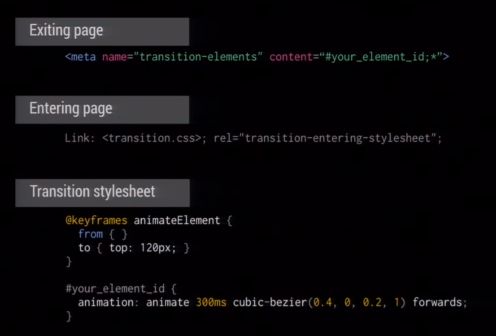 Exiting page
<meta name="transition-elements" content="#your_element_id;*">
Entering page
Link: <transition.css>; rel="transition-entering-stylesheet";
Transition stylesheet
@keyframes animateElement {
from { }
to { top: 120px; }
}
#your_element_id {
animation: animate 300ms cubic-bezier(0.4, 0, 0.2, 1) forwards;
}